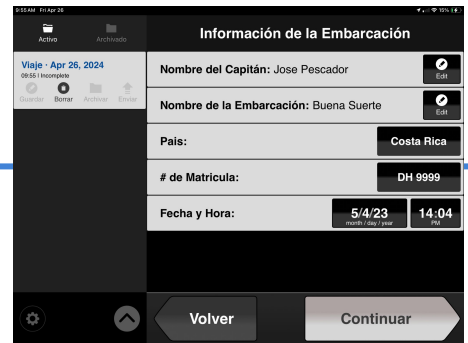 9:55 AM Fri Apr 26
15%
Activo
Archivado
Información de la Embarcación
Viaje · Apr 26, 2024
09:55 I Incomplete
Guardar Borrar Archivar Enviar
Nombre del Capitán: Jose Pescador
Edit
Nombre de la Embarcación: Buena Suerte
Edit
Pais:
Costa Rica
# de Matricula:
DH 9999
Fecha y Hora:
5/4/23
month / day / year
14:04
PM
Volver
Continuar